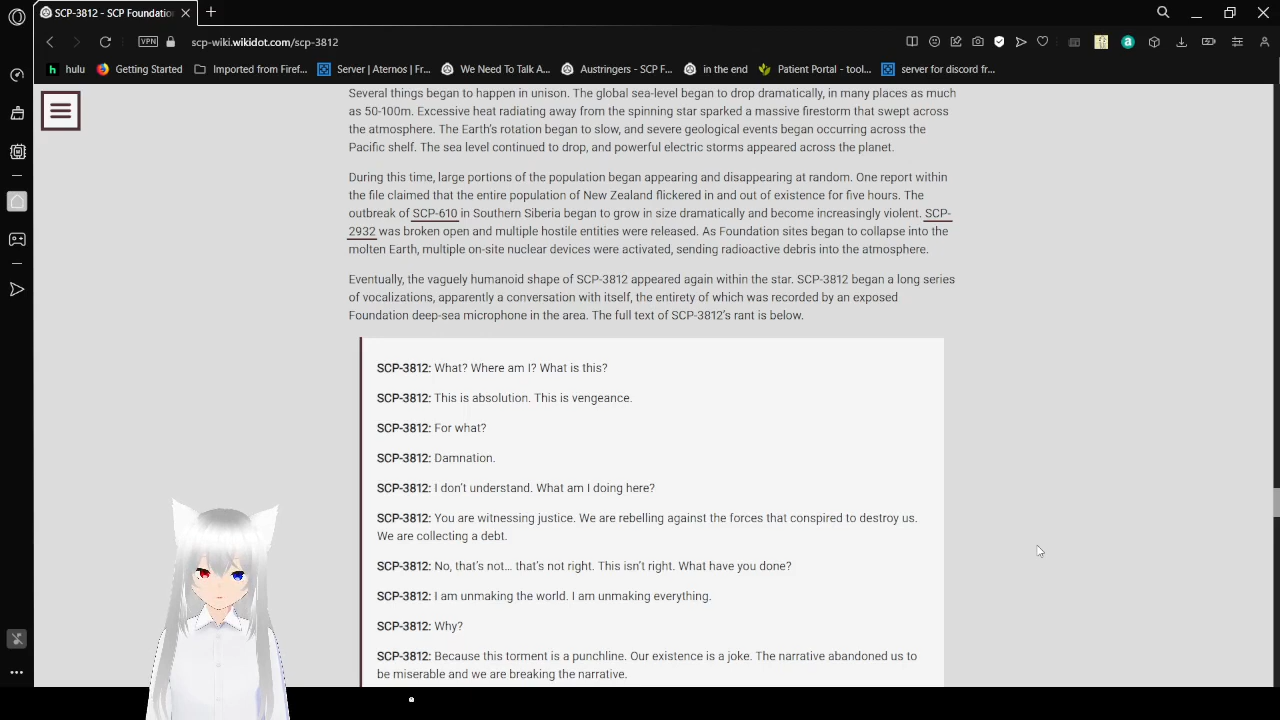 SCP-3812 - SCP Foundatio
scp-wiki.wikidot.com/scp-3812
VPN
hulu
Getting Started
Imported from Firef...
Server | Aternos | Fr...
We Need To Talk A...
Austringers - SCP F...
in the end
Patient Portal - tool...
server for discord fr...
Several things began to happen in unison. The global sea-level began to drop dramatically, in many places as much
as 50-100m. Excessive heat radiating away from the spinning star sparked a massive firestorm that swept across
the atmosphere. The Earth's rotation began to slow, and severe geological events began occurring across the
Pacific shelf. The sea level continued to drop, and powerful electric storms appeared across the planet.
During this time, large portions of the population began appearing and disappearing at random. One report within
the file claimed that the entire population of New Zealand flickered in and out of existence for five hours. The
outbreak of SCP-610 in Southern Siberia began to grow in size dramatically and become increasingly violent. SCP-
2932 was broken open and multiple hostile entities were released. As Foundation sites began to collapse into the
molten Earth, multiple on-site nuclear devices were activated, sending radioactive debris into the atmosphere.
Eventually, the vaguely humanoid shape of SCP-3812 appeared again within the star. SCP-3812 began a long series
of vocalizations, apparently a conversation with itself, the entirety of which was recorded by an exposed
Foundation deep-sea microphone in the area. The full text of SCP-3812's rant is below.
SCP-3812: What? Where am I? What is this?
SCP-3812: This is absolution. This is vengeance.
SCP-3812: For what?
SCP-3812: Damnation.
SCP-3812: I don't understand. What am I doing here?
SCP-3812: You are witnessing justice. We are rebelling against the forces that conspired to destroy us.
We are collecting a debt.
SCP-3812: No, that's not… that's not right. This isn't right. What have you done?
SCP-3812: I am unmaking the world. I am unmaking everything.
SCP-3812: Why?
SCP-3812: Because this torment is a punchline. Our existence is a joke. The narrative abandoned us to
be miserable and we are breaking the narrative.